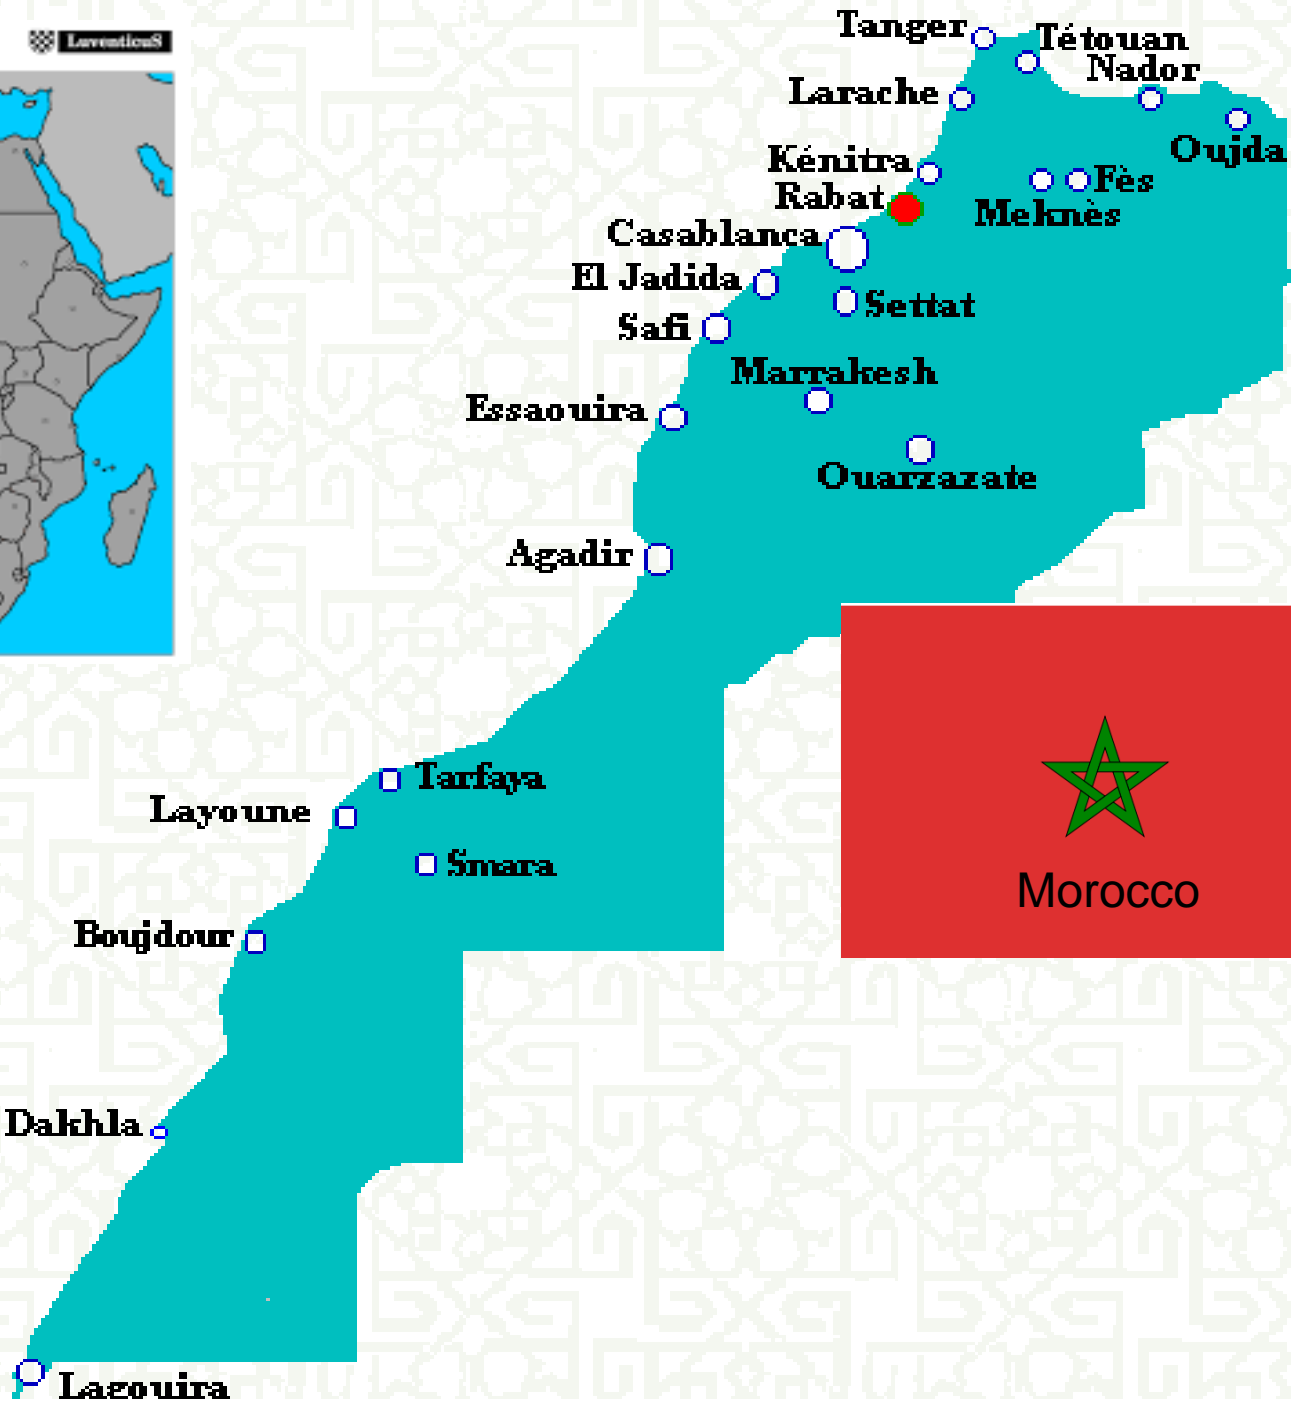 LuventicuS
Tanger
Tétouan
Nador
Larache
Oujda
Kénitra
Fès
Rabat
Meknès
Casablanca
El Jadida
Settat
Safi
Marrakesh
Essaouira
Ouarzazate
Agadir
Tarfaya
Layoune
Smara
Morocco
Boujdour
Dakhla
Lagouira